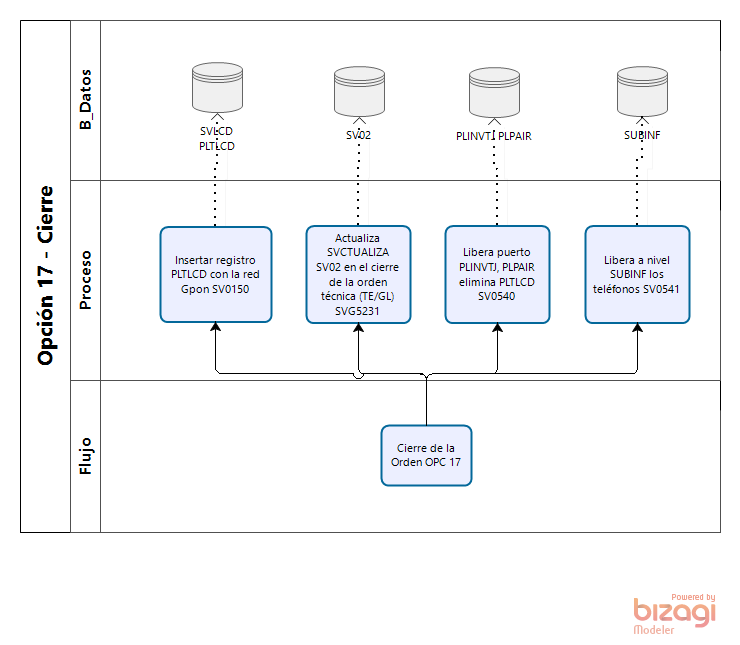 Opción 17 - Cierre
B_Datos
SVLCD
PLTLCD
SV02
PLINVTJ, PLPAIR
SUBINF
Proceso
Insertar registro
PLTLCD con la red
Gpon SV0150
Actualiza
SVCTUALIZA
SV02 en el cierre
de la orden
técnica (TE/GL)
SVG5231
Libera puerto
PLINVTJ, PLPAIR
elimina PLTLCD
SV0540
Libera a nivel
SUBINF los
teléfonos SV0541
Flujo
Cierre de la
Orden OPC 17
Powered by
bizagi
Modeler